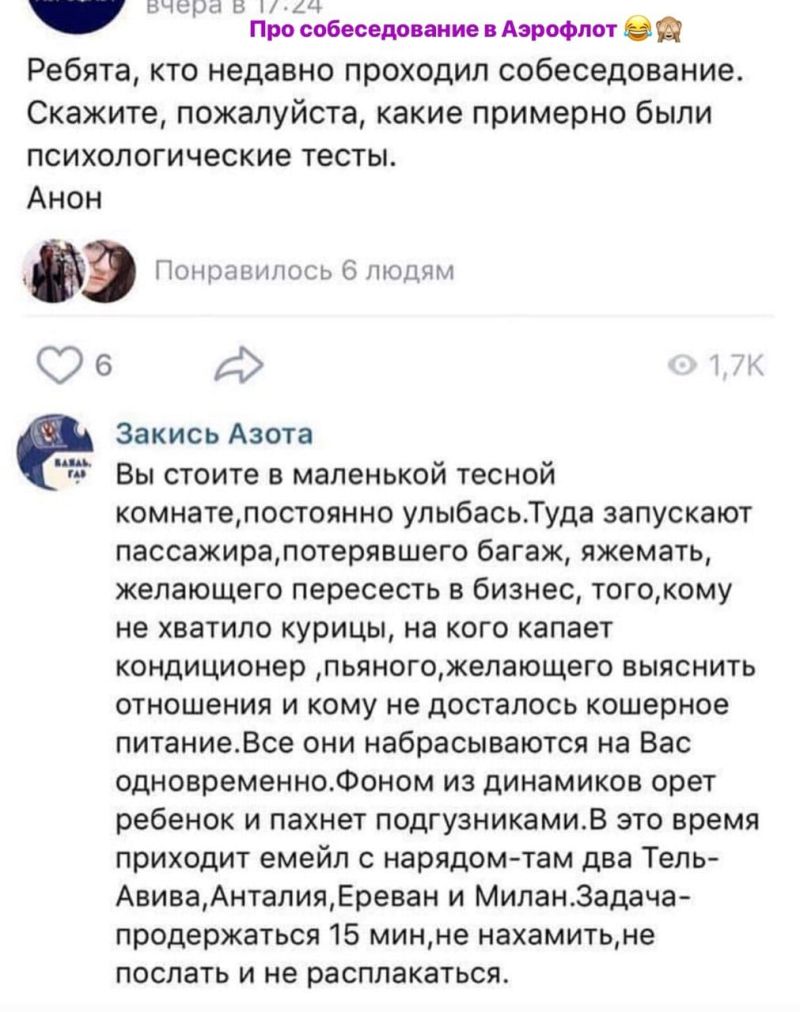 вчера в 17:24
Про собеседование в Аэрофлот 😂🙈
Ребята, кто недавно проходил собеседование.
Скажите, пожалуйста, какие примерно были
психологические тесты.
Анон
Понравилось 6 людям
6
1,7K
Закись Азота
Вы стоите в маленькой тесной
комнате,постоянно улыбась.Туда запускают
пассажира,потерявшего багаж, яжемать,
желающего пересесть в бизнес, того,кому
не хватило курицы, на кого капает
кондиционер ,пьяного,желающего выяснить
отношения и кому не досталось кошерное
питание.Все они набрасываются на Вас
одновременно.Фоном из динамиков орет
ребенок и пахнет подгузниками.В это время
приходит емейл с нарядом-там два Тель-
Авива,Анталия,Ереван и Милан.Задача-
продержаться 15 мин,не нахамить,не
послать и не расплакаться.